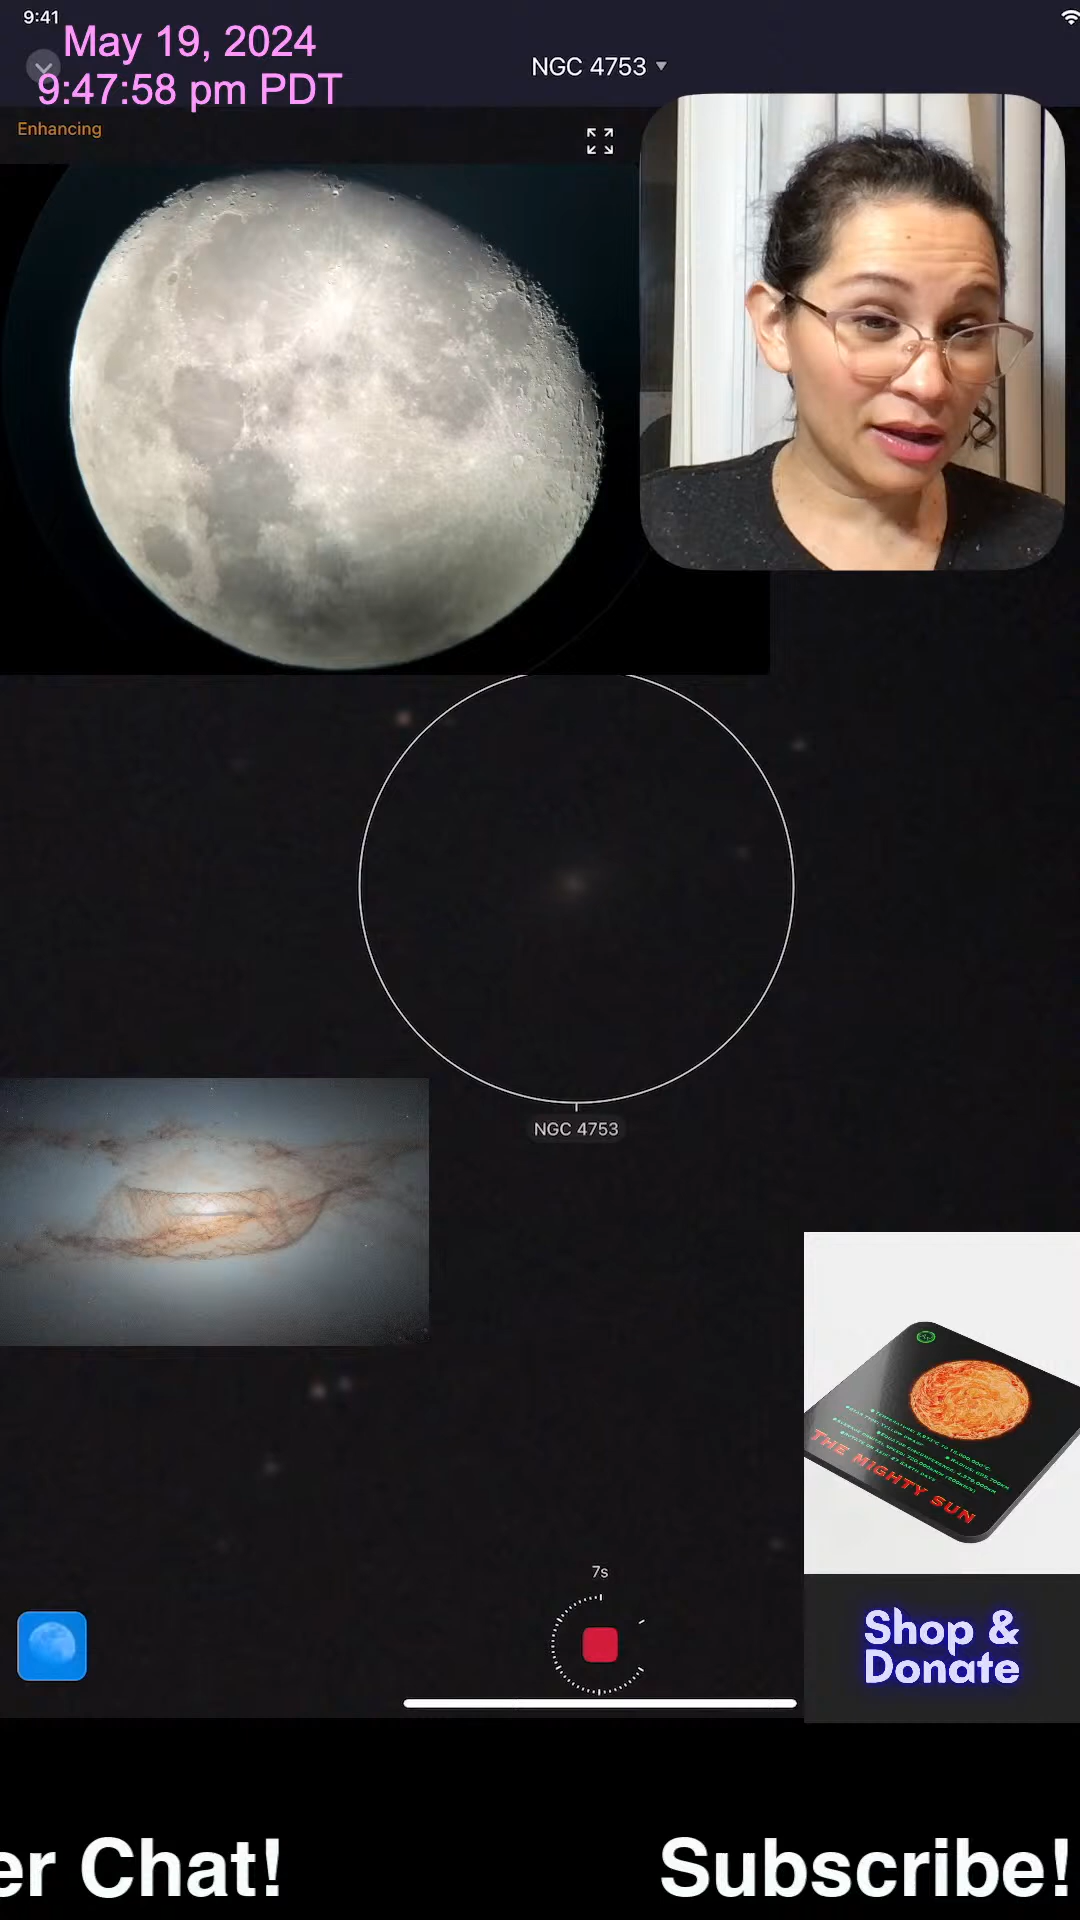 9:41
May 19, 2024
9:47:58 pm PDT
NGC 4753
Enhancing
NGC 4753
THE MIGHTY SUN
7s
Shop &
Donate
er Chat!
Subscribe!